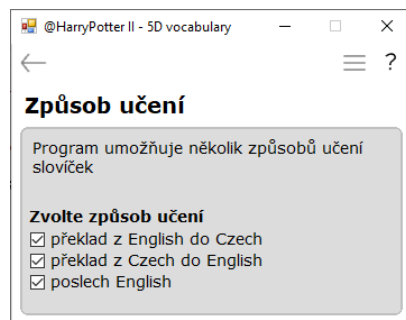 @HarryPotter II - 5D vocabulary
?
Způsob učení
Program umožňuje několik způsobů učení
slovíček
Zvolte způsob učení
překlad z English do Czech
překlad z Czech do English
poslech English